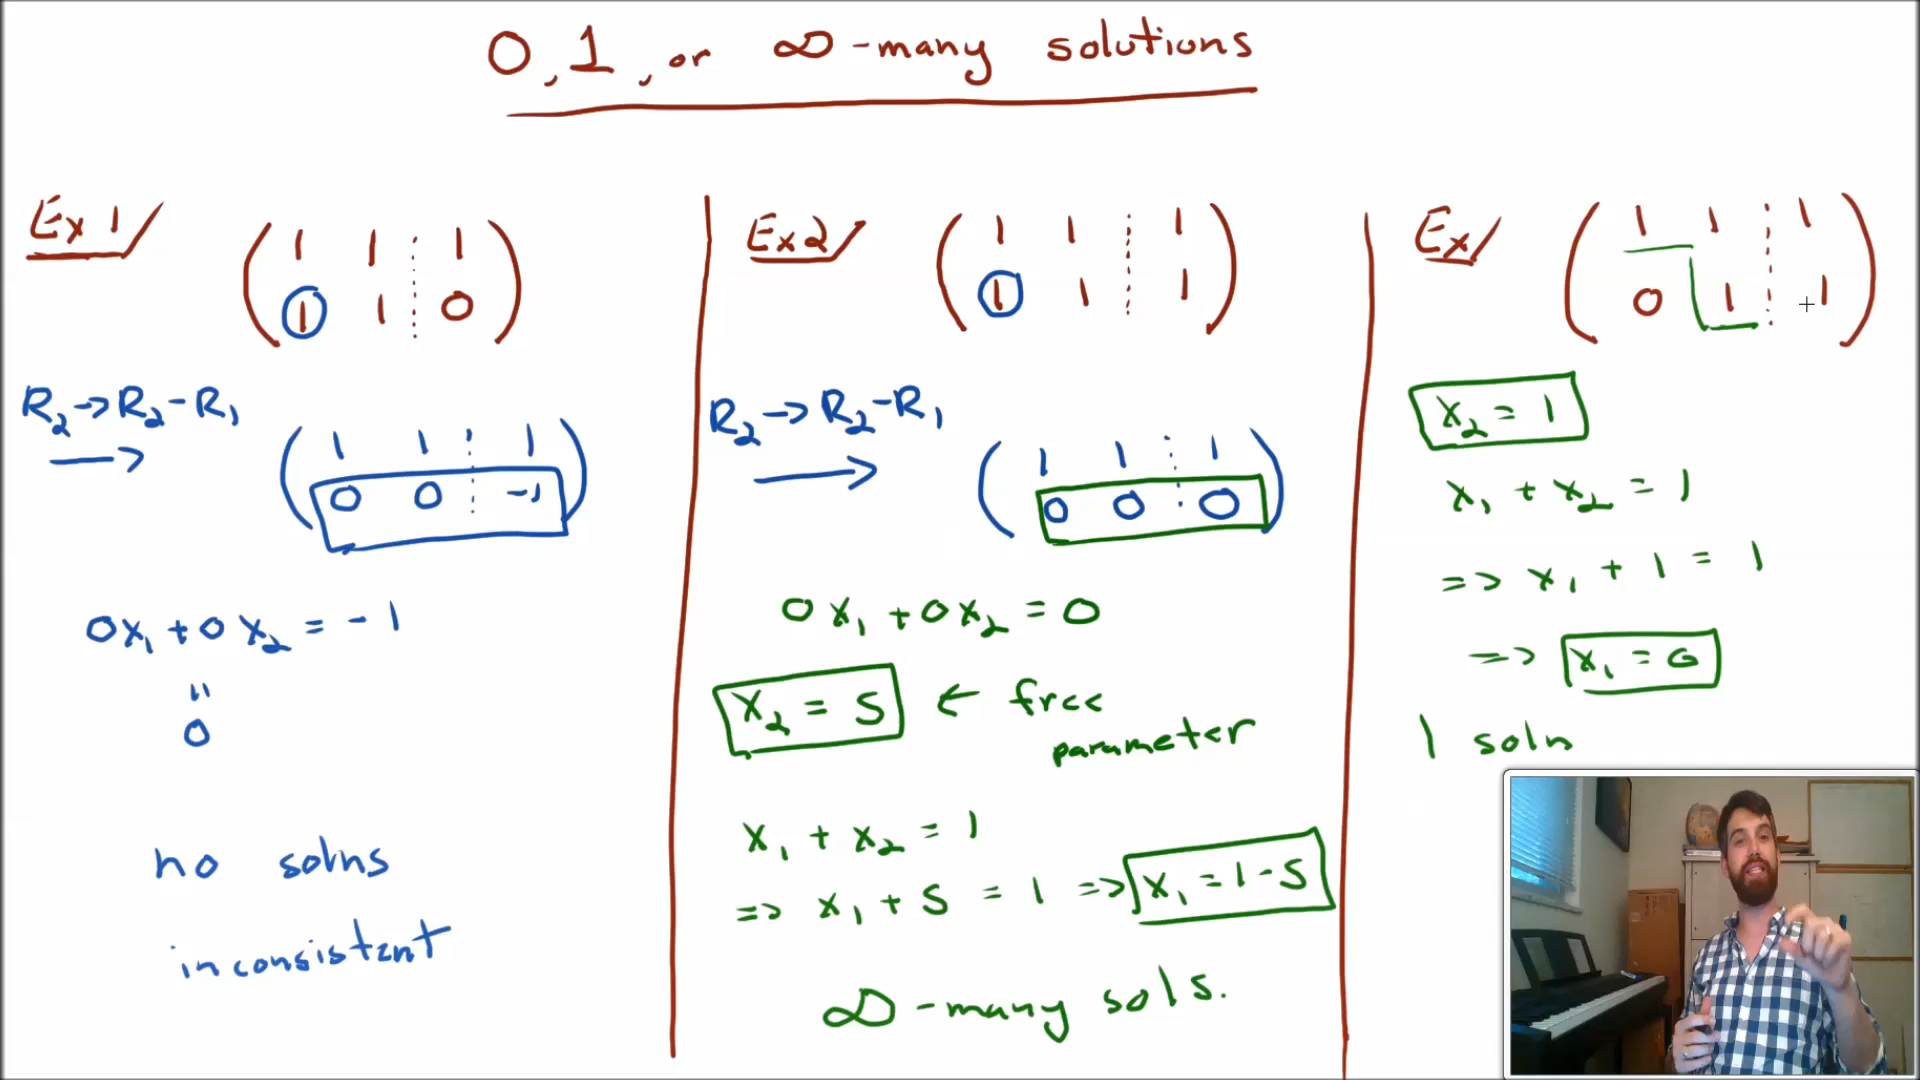 0, 1, or ∞-many solutions
Ex 1/
1 1 ⋮ 1
1 1 ⋮ 0
R₂ → R₂ - R₁
→
1 1 ⋮ 1
0 0 ⋮ -1
0x₁ + 0x₂ = -1
"
0
no solns
inconsistent
Ex 2/
1 1 ⋮ 1
1 1 ⋮ 1
R₂ → R₂ - R₁
→
1 1 ⋮ 1
0 0 ⋮ 0
0x₁ + 0x₂ = 0
x₂ = S ← free
parameter
x₁ + x₂ = 1
=> x₁ + S = 1 => x₁ = 1 - S
∞-many sols.
Ex/
1 1 ⋮ 1
0 1 ⋮ 1
x₂ = 1
x₁ + x₂ = 1
=> x₁ + 1 = 1
=> x₁ = 0
1 soln